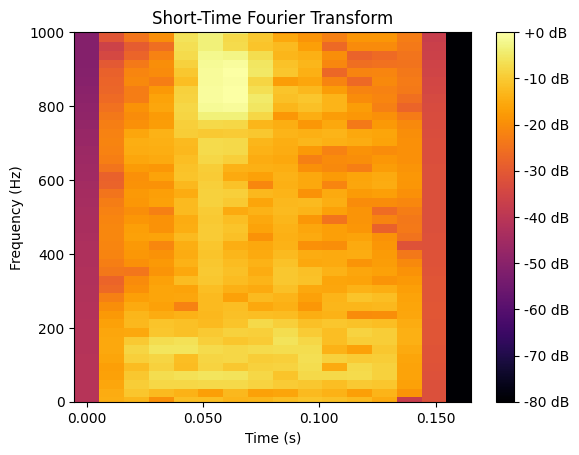 Short-Time Fourier Transform
1000
800
600
400
200
0
Frequency (Hz)
0.000
0.050
0.100
0.150
Time (s)
+0 dB
-10 dB
-20 dB
-30 dB
-40 dB
-50 dB
-60 dB
-70 dB
-80 dB